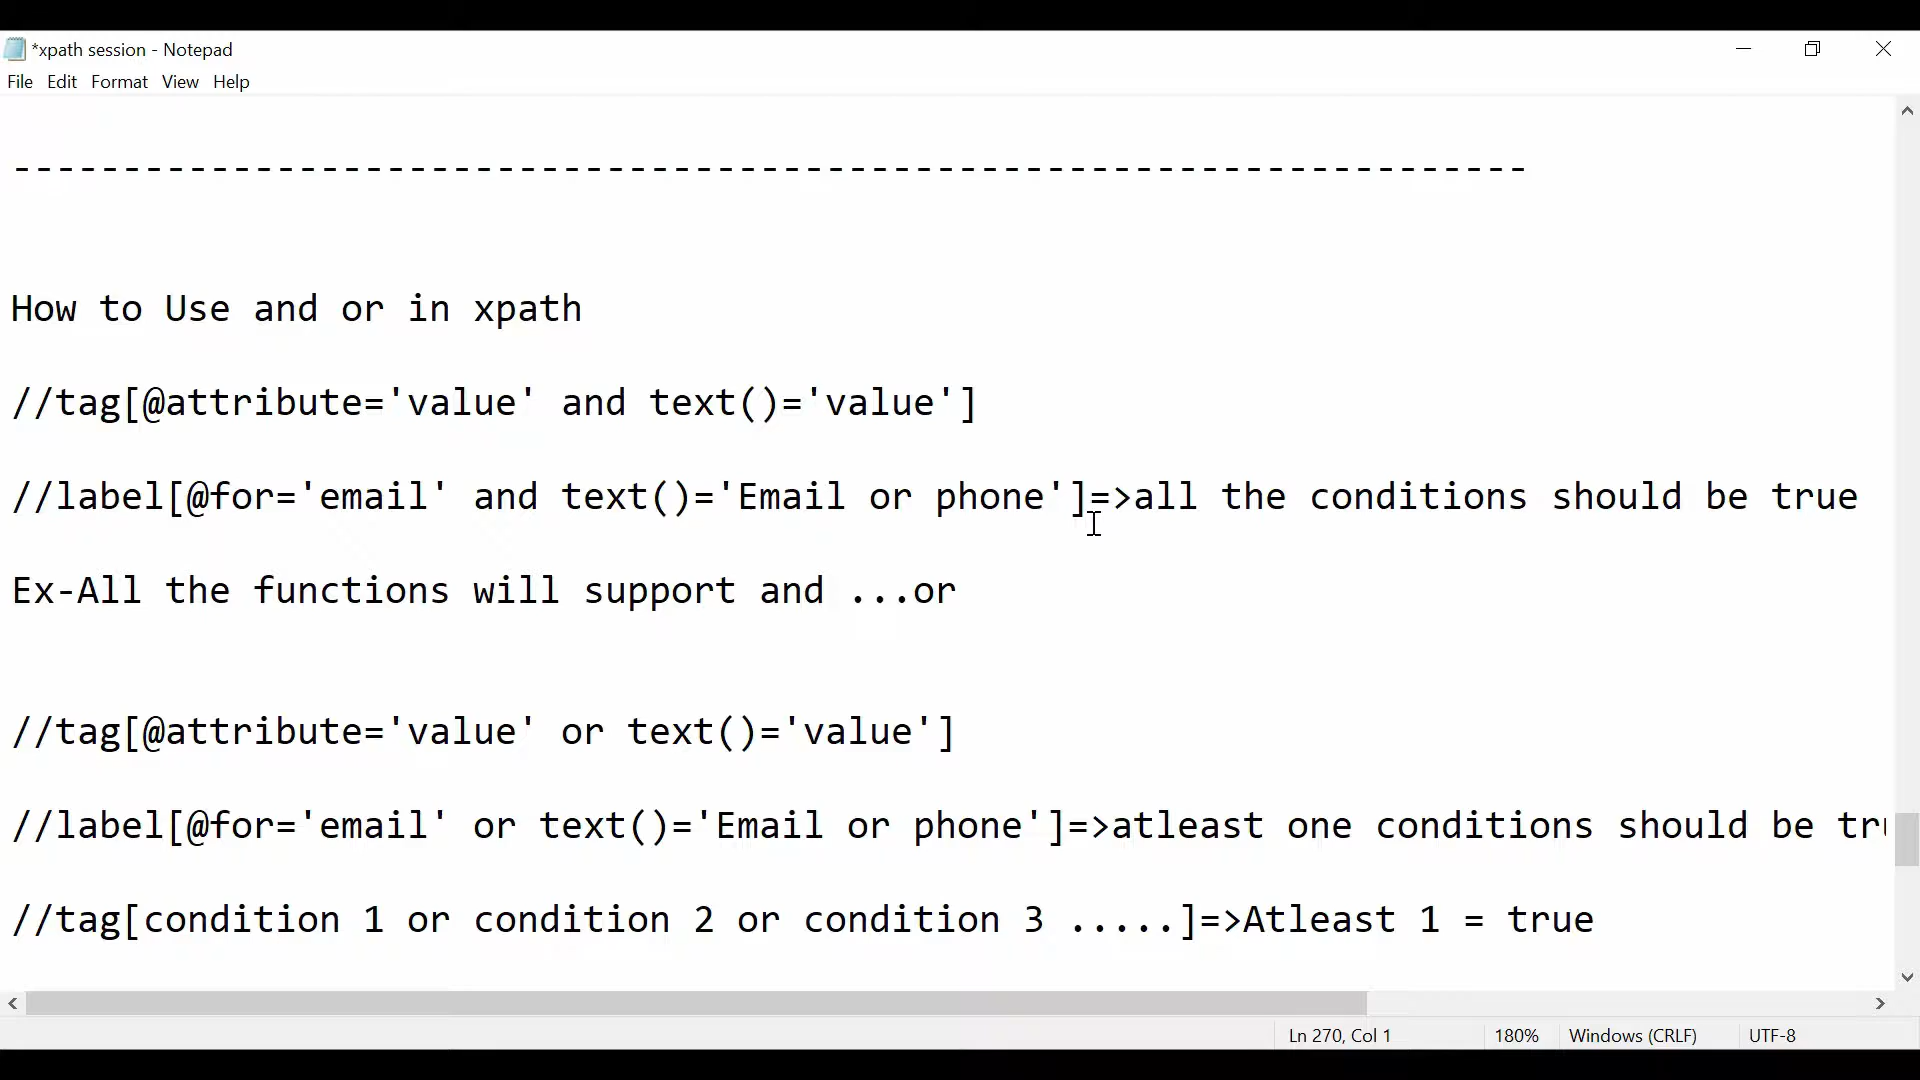 *xpath session - Notepad
File Edit Format View Help
----------------------------------------------------------------------
How to Use and or in xpath
//tag[@attribute='value' and text()='value']
//label[@for='email' and text()='Email or phone']=>all the conditions should be true
Ex-All the functions will support and ...or
//tag[@attribute='value' or text()='value']
//label[@for='email' or text()='Email or phone']=>atleast one conditions should be tru
//tag[condition 1 or condition 2 or condition 3 .....]=>Atleast 1 = true
Ln 270, Col 1 180% Windows (CRLF) UTF-8